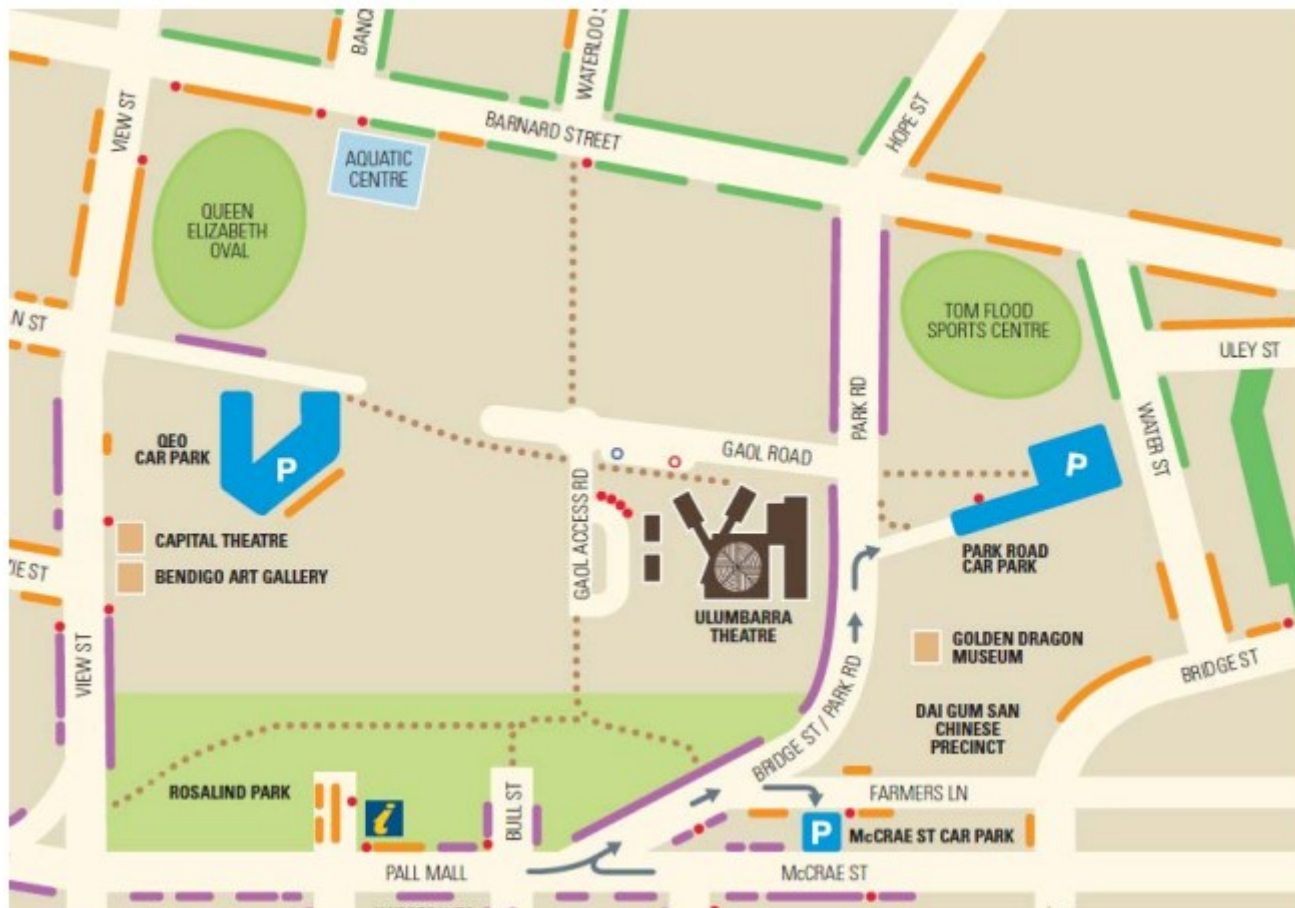 BANQ
WATERLOO S
VIEW ST
HOPE ST
BARNARD STREET
AQUATIC
CENTRE
QUEEN
ELIZABETH
OVAL
TOM FLOOD
SPORTS CENTRE
N ST
ULEY ST
PARK RD
WATER ST
QEO
CAR PARK
P
GAOL ROAD
P
GAOL ACCESS RD
CAPITAL THEATRE
BENDIGO ART GALLERY
ZIE ST
PARK ROAD
CAR PARK
ULUMBARRA
THEATRE
GOLDEN DRAGON
MUSEUM
VIEW ST
BRIDGE ST
BRIDGE ST / PARK RD
DAI GUM SAN
CHINESE
PRECINCT
ROSALIND PARK
i
BULL ST
FARMERS LN
P
McCRAE ST CAR PARK
PALL MALL
McCRAE ST